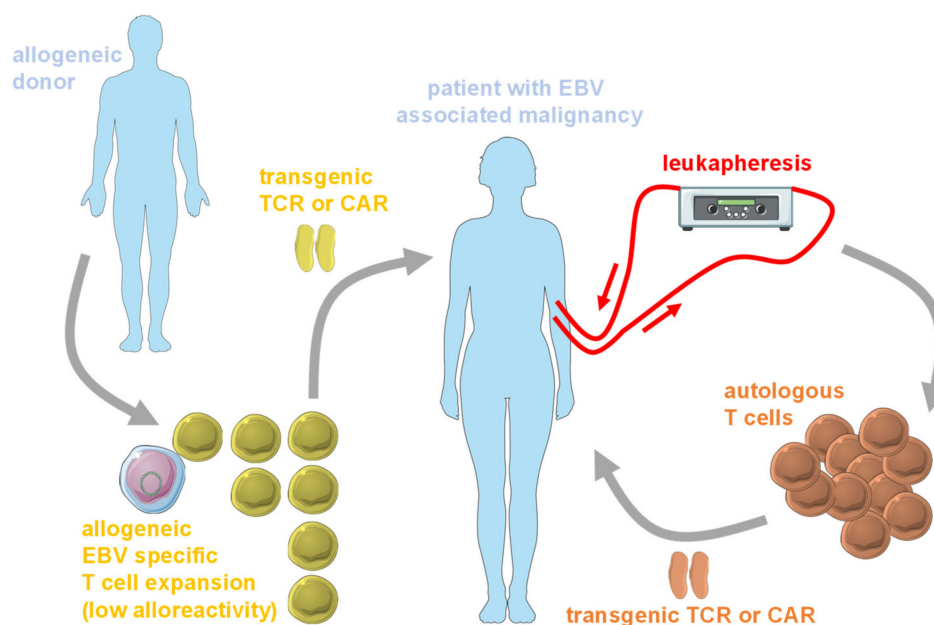 allogeneic
donor
patient with EBV
associated malignancy
leukapheresis
transgenic
TCR or CAR
autologous
T cells
allogeneic
EBV specific
T cell expansion
(low alloreactivity)
transgenic TCR or CAR